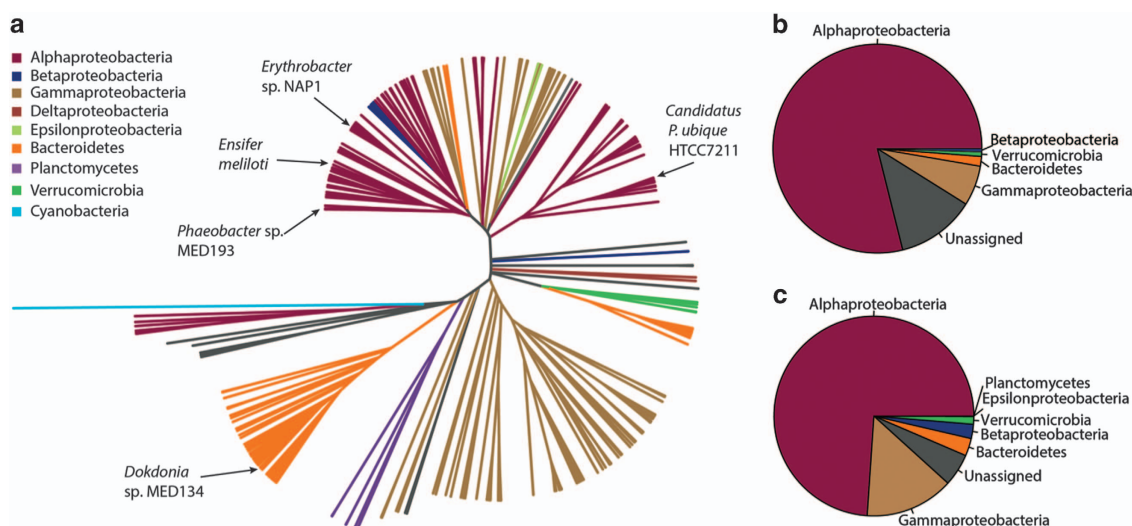 a
Alphaproteobacteria
Betaproteobacteria
Gammaproteobacteria
Deltaproteobacteria
Epsilonproteobacteria
Bacteroidetes
Planctomycetes
Verrucomicrobia
Cyanobacteria
Erythrobacter
sp. NAP1
Ensifer
meliloti
Phaeobacter sp.
MED193
Candidatus
P. ubique
HTCC7211
Dokdonia
sp. MED134
b
Alphaproteobacteria
Betaproteobacteria
Verrucomicrobia
Bacteroidetes
Gammaproteobacteria
Unassigned
c
Alphaproteobacteria
Planctomycetes
Epsilonproteobacteria
Verrucomicrobia
Betaproteobacteria
Bacteroidetes
Unassigned
Gammaproteobacteria